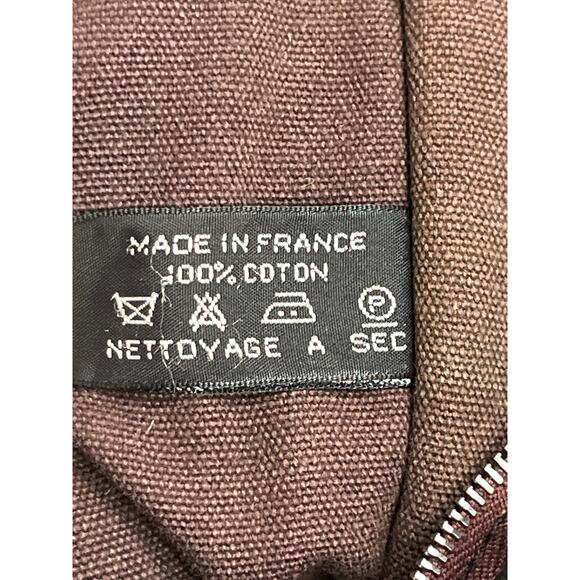 MADE IN FRANCE
100% COTON
P
NETTOYAGE A SEC